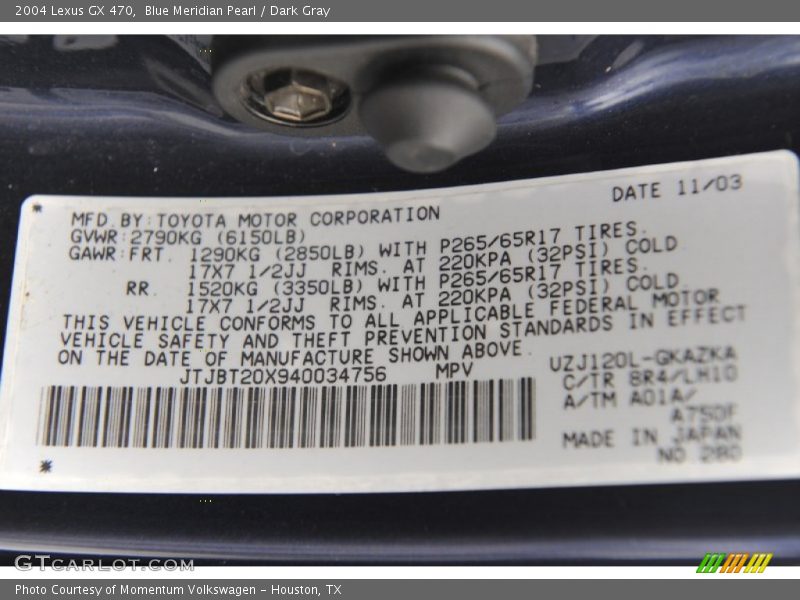 2004 Lexus GX 470, Blue Meridian Pearl / Dark Gray
DATE 11/03
MFD.BY:TOYOTA MOTOR CORPORATION
GVWR:2790KG (6150LB)
GAWR:FRT. 1290KG (2850LB) WITH P265/65R17 TIRES.
17X7 1/2JJ RIMS. AT 220KPA (32PSI) COLD
RR. 1520KG (3350LB) WITH P265/65R17 TIRES.
17X7 1/2JJ RIMS. AT 220KPA (32PSI) COLD
THIS VEHICLE CONFORMS TO ALL APPLICABLE FEDERAL MOTOR
VEHICLE SAFETY AND THEFT PREVENTION STANDARDS IN EFFECT
ON THE DATE OF MANUFACTURE SHOWN ABOVE.
JTJBT20X940034756 MPV
UZJ120L-GKAZKA
C/TR 8R4/LH10
A/TM A01A/
A750F
MADE IN JAPAN
NO 280
GTCARLOT.COM
Photo Courtesy of Momentum Volkswagen - Houston, TX